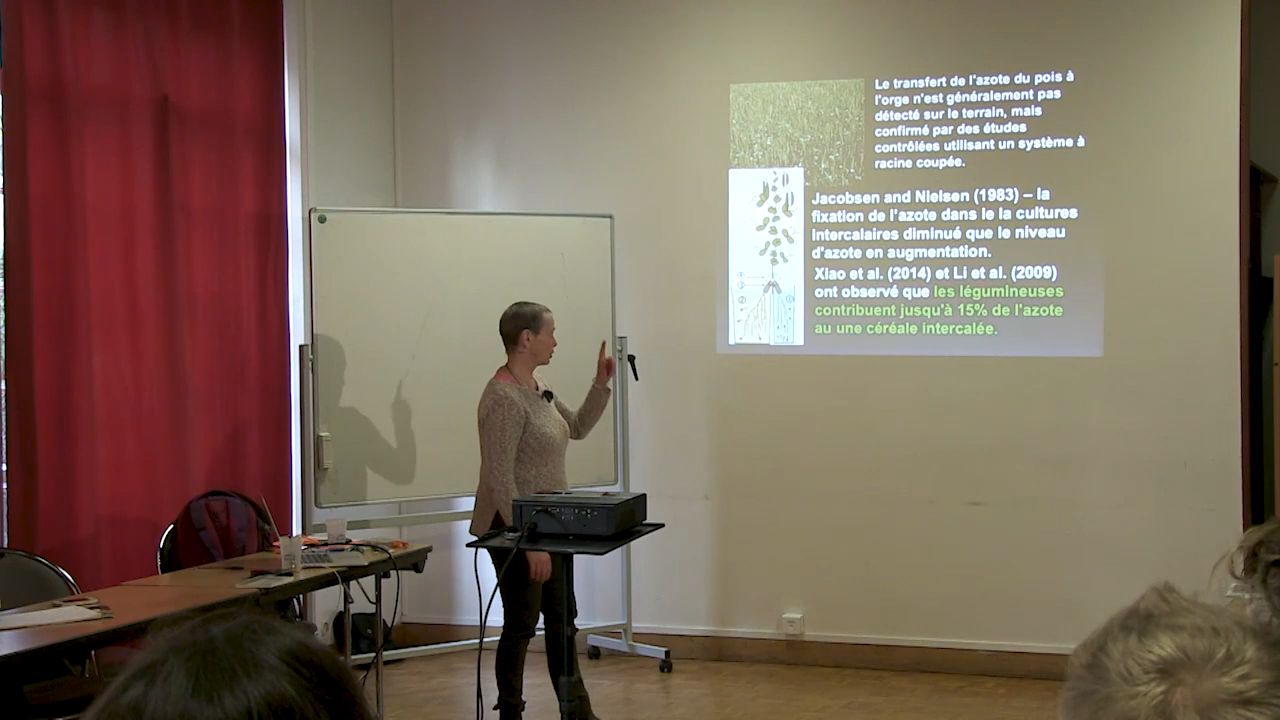 Le transfert de l'azote du pois à
l'orge n'est généralement pas
détecté sur le terrain, mais
confirmé par des études
contrôlées utilisant un système à
racine coupée.
Jacobsen and Nielsen (1983) – la
fixation de l'azote dans le la cultures
intercalaires diminué que le niveau
d'azote en augmentation.
Xiao et al. (2014) et Li et al. (2009)
ont observé que les légumineuses
contribuent jusqu'à 15% de l'azote
au une céréale intercalée.